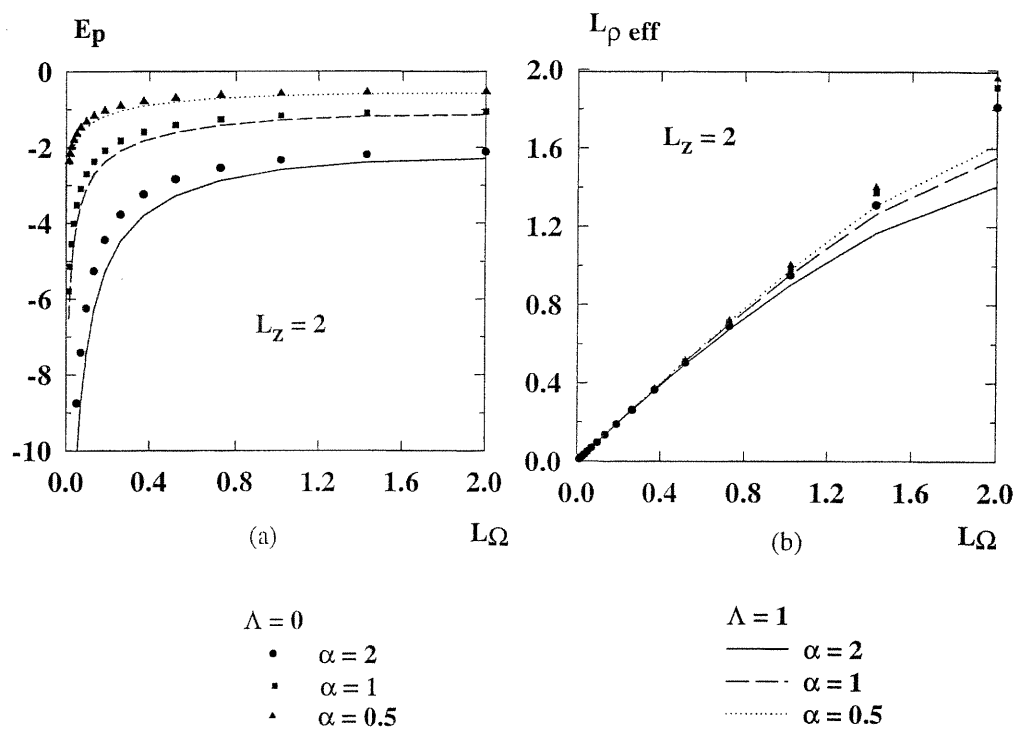 Ep
Lρ eff
0
-2
-4
-6
-8
-10
0.0 0.4 0.8 1.2 1.6 2.0
Lz = 2
(a)
LΩ
2.0
1.6
1.2
0.8
0.4
0.0
0.0 0.4 0.8 1.2 1.6 2.0
Lz = 2
(b)
LΩ
Λ = 0
α = 2
α = 1
α = 0.5
Λ = 1
α = 2
α = 1
α = 0.5